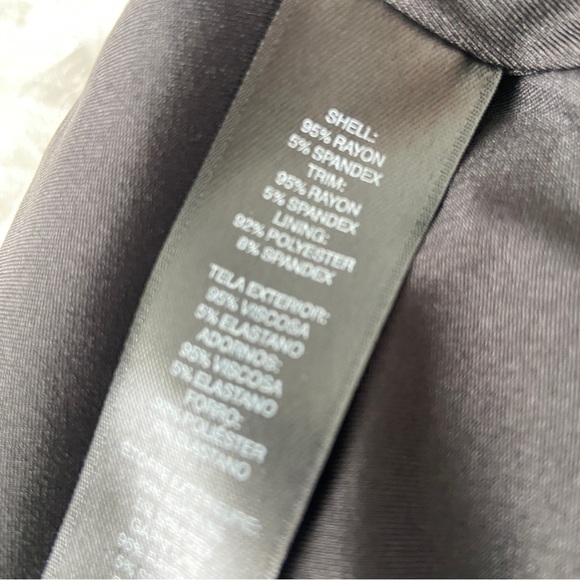 SHELL:
95% RAYON
5% SPANDEX
TRIM:
95% RAYON
5% SPANDEX
LINING:
92% POLYESTER
8% SPANDEX
TELA EXTERIOR:
95% VISCOSA
5% ELASTANO
ADORNOS:
95% VISCOSA
5% ELASTANO
FORRO:
POLIÉSTER
ELASTANO